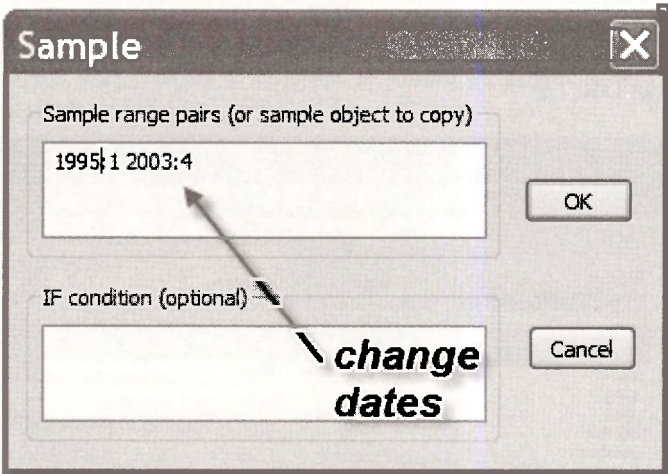 Sample
Sample range pairs (or sample object to copy)
1995:1 2003:4
OK
IF condition (optional)
change
dates
Cancel